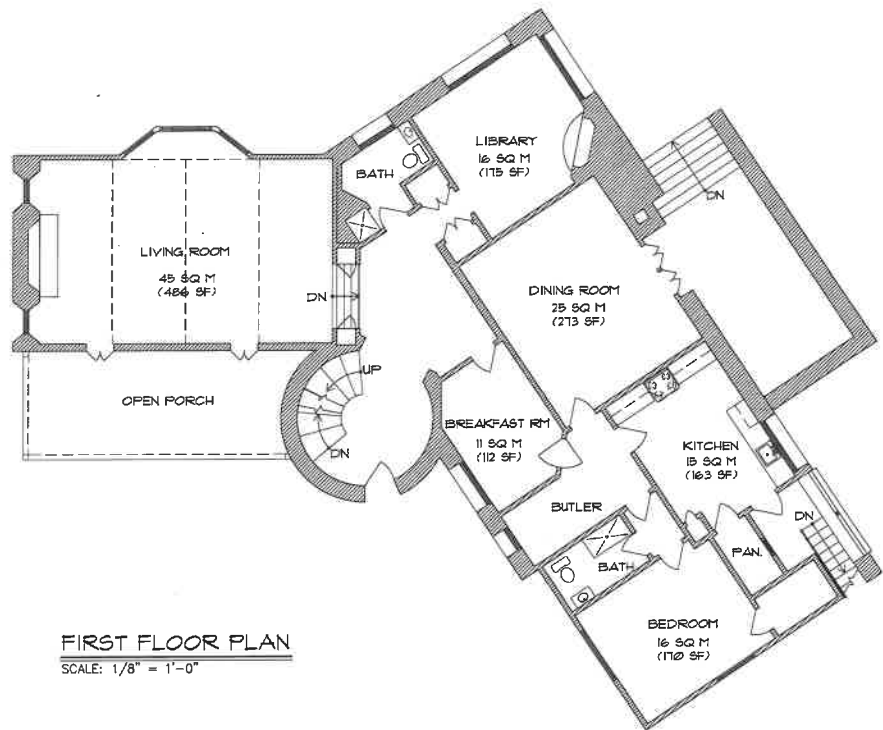 LIBRARY
16 SQ M
(175 SF)
BATH
DN
LIVING ROOM
45 SQ M
(486 SF)
DN
DINING ROOM
25 SQ M
(273 SF)
UP
OPEN PORCH
BREAKFAST RM
11 SQ M
(112 SF)
DN
KITCHEN
15 SQ M
(163 SF)
BUTLER
DN
PAN.
BATH
BEDROOM
16 SQ M
(170 SF)
FIRST FLOOR PLAN
SCALE: 1/8" = 1'-0"